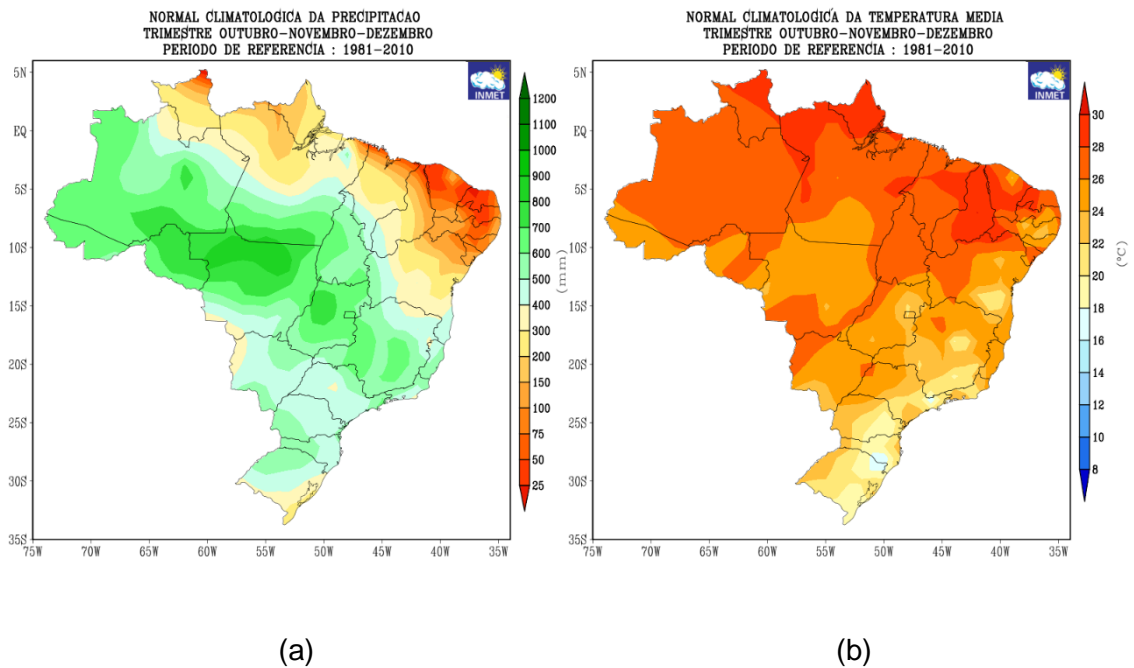 NORMAL CLIMATOLOGICA DA PRECIPITACAO
TRIMESTRE OUTUBRO-NOVEMBRO-DEZEMBRO
PERIODO DE REFERENCIA : 1981-2010
5N
EQ
5S
10S
15S
20S
25S
30S
35S
75W
70W
65W
60W
55W
50W
45W
40W
35W
INMET
1200
1100
1000
900
800
700
600
500
400
300
200
150
100
75
50
25
(mm)
(a)
NORMAL CLIMATOLOGICA DA TEMPERATURA MEDIA
TRIMESTRE OUTUBRO-NOVEMBRO-DEZEMBRO
PERIODO DE REFERENCIA : 1981-2010
5N
EQ
5S
10S
15S
20S
25S
30S
35S
75W
70W
65W
60W
55W
50W
45W
40W
35W
INMET
30
28
26
24
22
20
18
16
14
12
10
8
(°C)
(b)